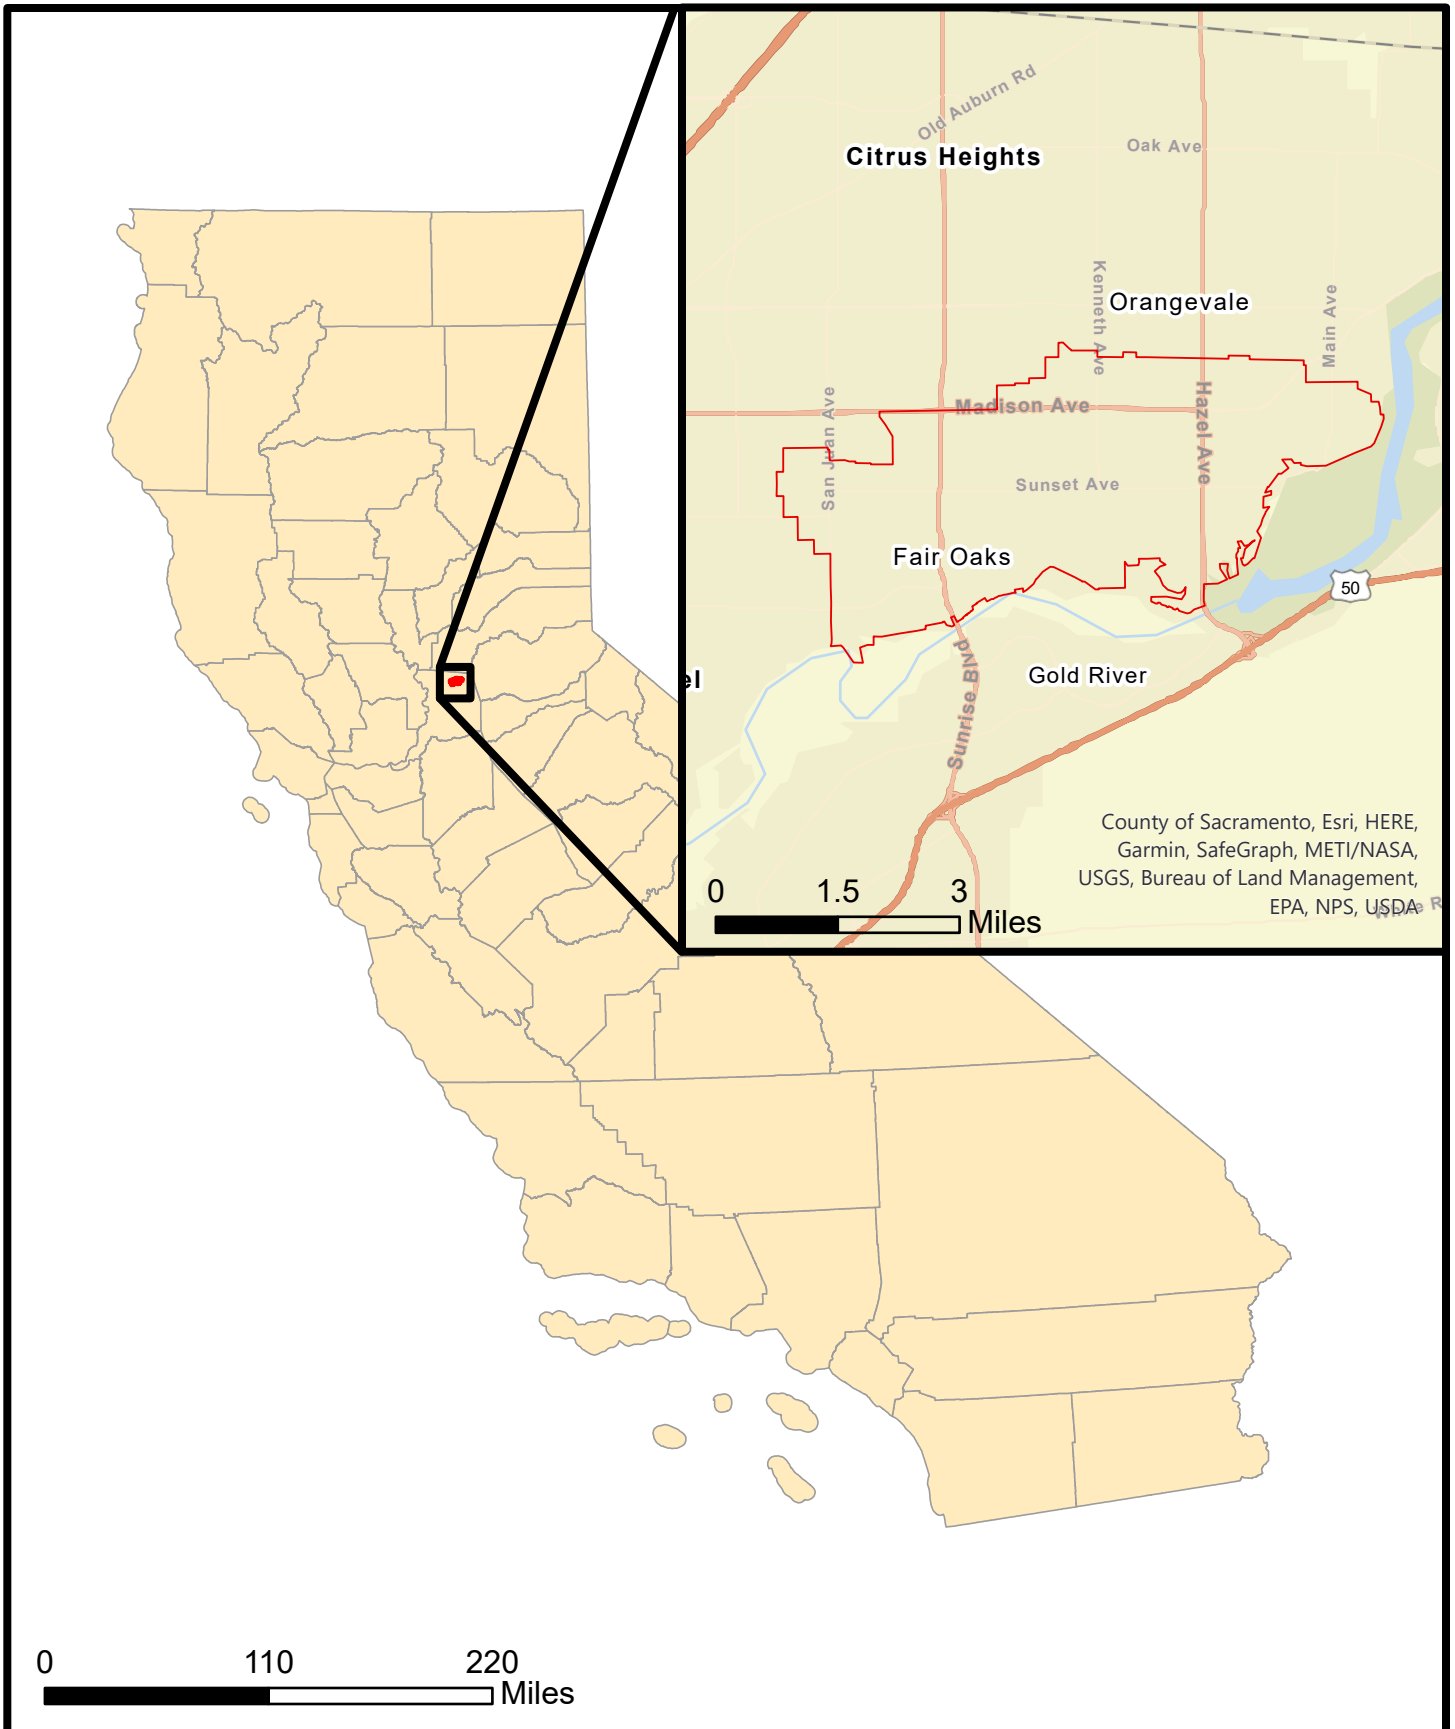 Old Auburn Rd
Citrus Heights
Oak Ave
Kenneth Ave
Orangevale
Main Ave
San Juan Ave
Madison Ave
Hazel Ave
Sunset Ave
Fair Oaks
50
el
Gold River
Sunrise Blvd
County of Sacramento, Esri, HERE,
Garmin, SafeGraph, METI/NASA,
USGS, Bureau of Land Management,
EPA, NPS, USDA
White R
0 1.5 3
Miles
0 110 220
Miles